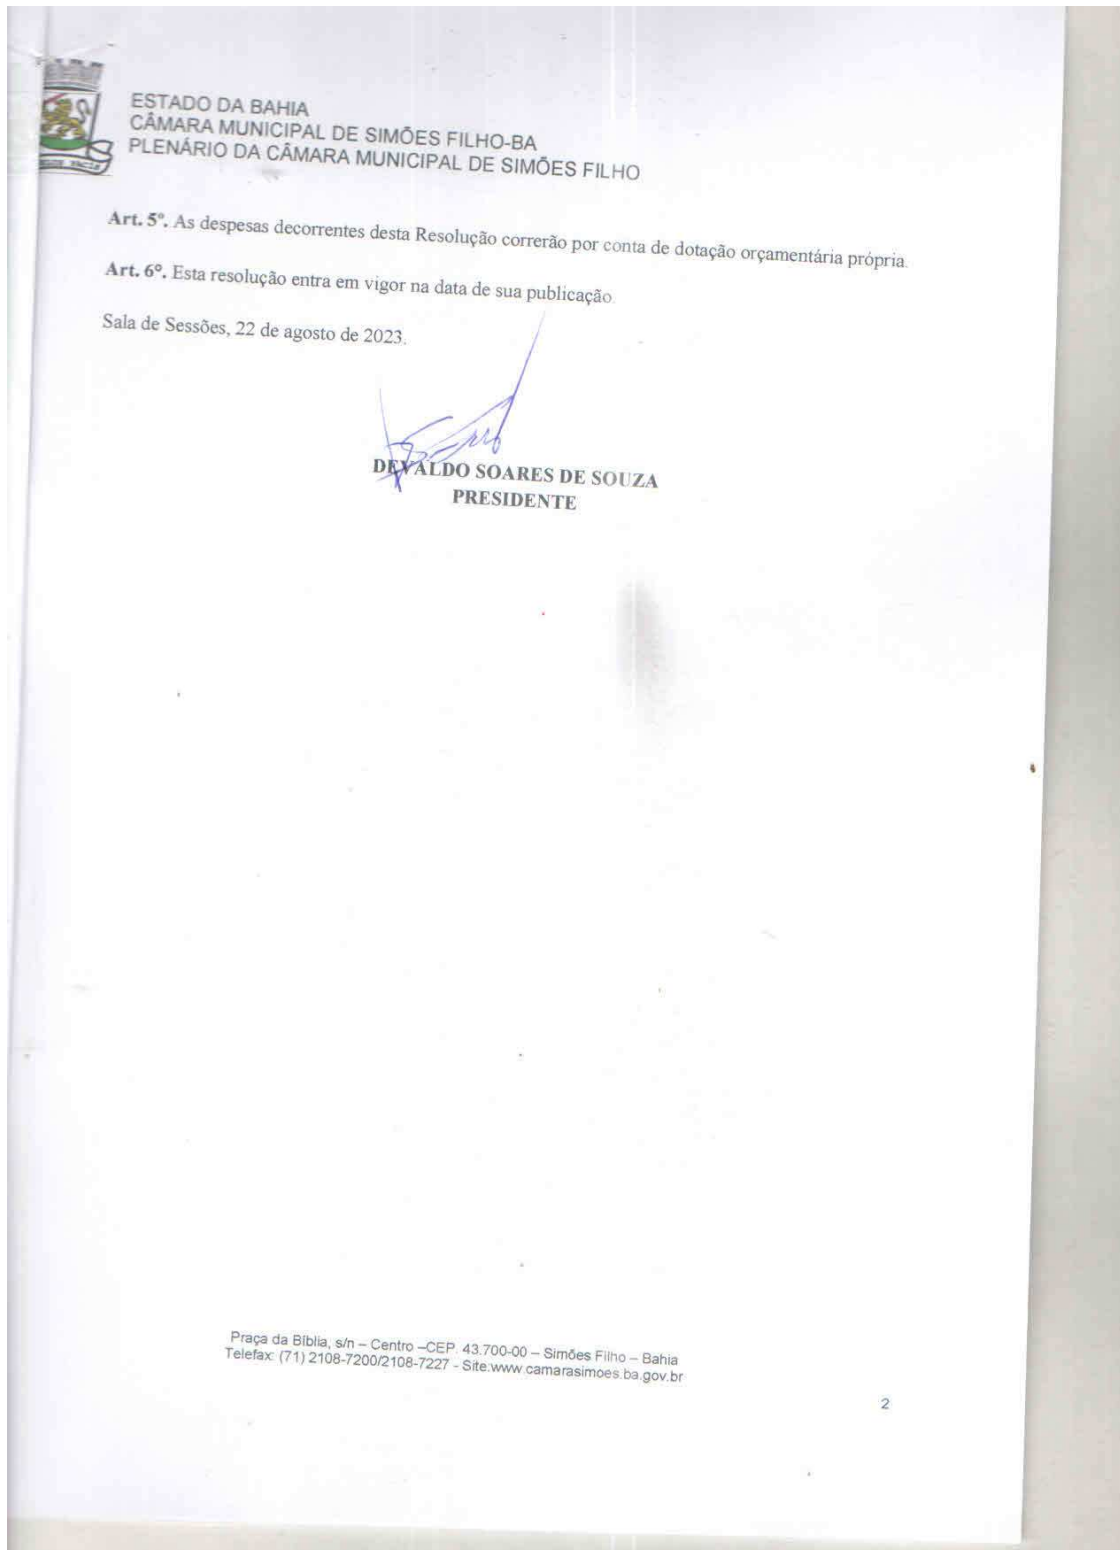 ESTADO DA BAHIA
CÂMARA MUNICIPAL DE SIMÕES FILHO-BA
PLENÁRIO DA CÂMARA MUNICIPAL DE SIMÕES FILHO
Art. 5º. As despesas decorrentes desta Resolução correrão por conta de dotação orçamentária própria.
Art. 6º. Esta resolução entra em vigor na data de sua publicação.
Sala de Sessões, 22 de agosto de 2023.
DEVALDO SOARES DE SOUZA
PRESIDENTE
Praça da Bíblia, s/n – Centro –CEP. 43.700-00 – Simões Filho – Bahia
Telefax: (71) 2108-7200/2108-7227 - Site:www.camarasimoes.ba.gov.br
2